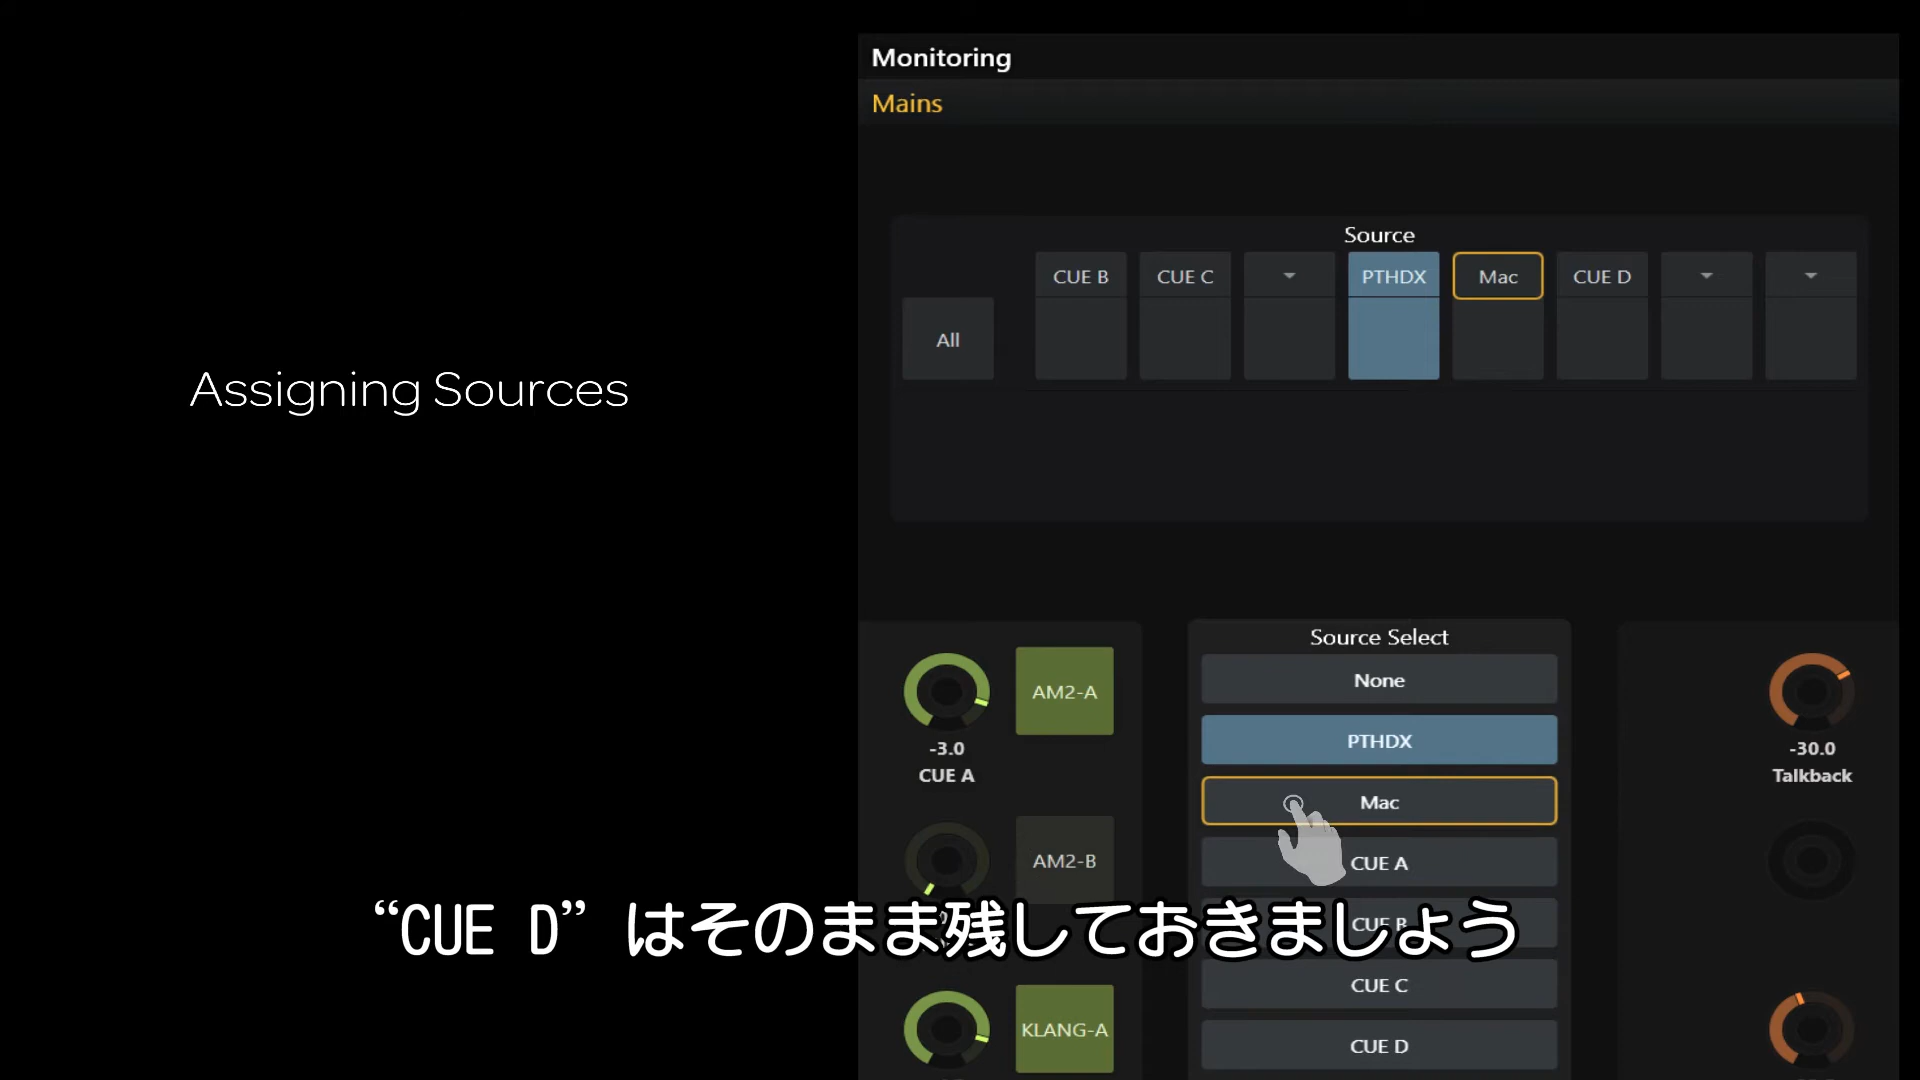 Monitoring
Mains
Source
CUE B CUE C PTHDX Mac CUE D
All
Assigning Sources
Source Select
None
AM2-A
PTHDX
-3.0
CUE A
-30.0
Talkback
Mac
AM2-B
CUE A
CUE B
“CUE D”はそのまま残しておきましょう
CUE C
KLANG-A
CUE D